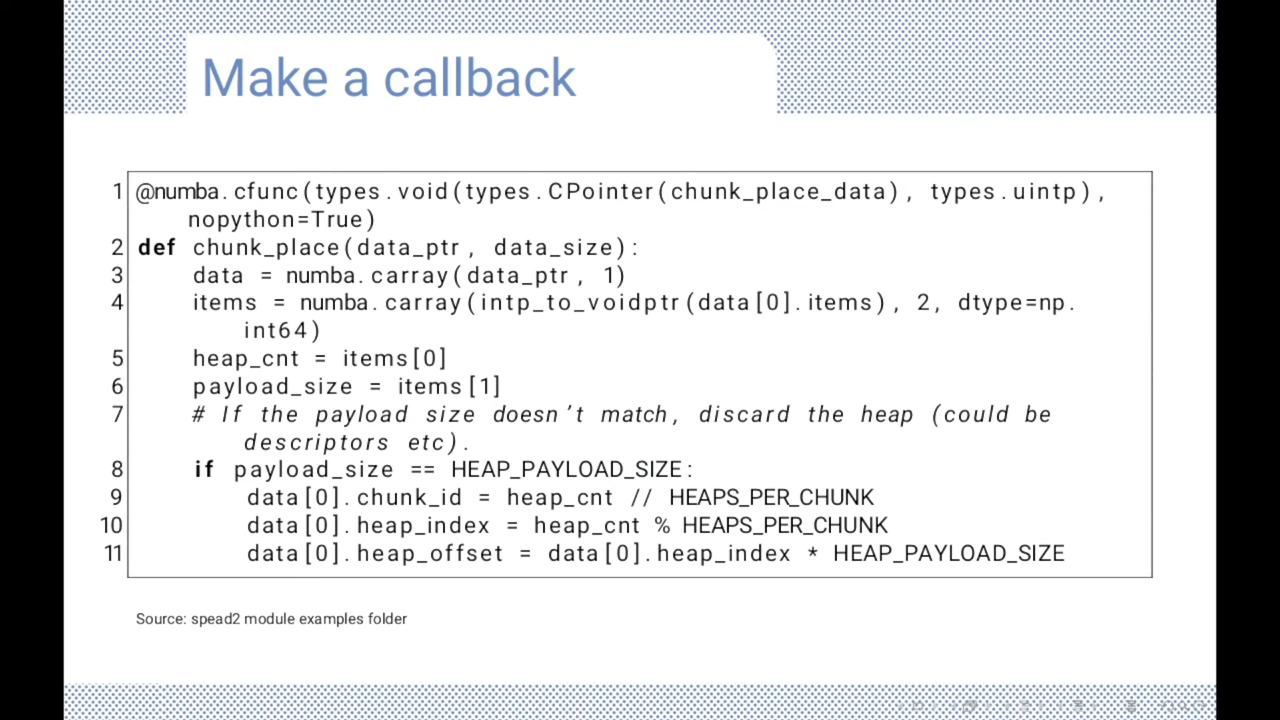 Make a callback
1 @numba.cfunc(types.void(types.CPointer(chunk_place_data), types.uintp),
nopython=True)
2 def chunk_place(data_ptr, data_size):
3 data = numba.carray(data_ptr, 1)
4 items = numba.carray(intp_to_voidptr(data[0].items), 2, dtype=np.
int64)
5 heap_cnt = items[0]
6 payload_size = items[1]
7 # If the payload size doesn't match, discard the heap (could be
descriptors etc).
8 if payload_size == HEAP_PAYLOAD_SIZE:
9 data[0].chunk_id = heap_cnt // HEAPS_PER_CHUNK
10 data[0].heap_index = heap_cnt % HEAPS_PER_CHUNK
11 data[0].heap_offset = data[0].heap_index * HEAP_PAYLOAD_SIZE
Source: spead2 module examples folder